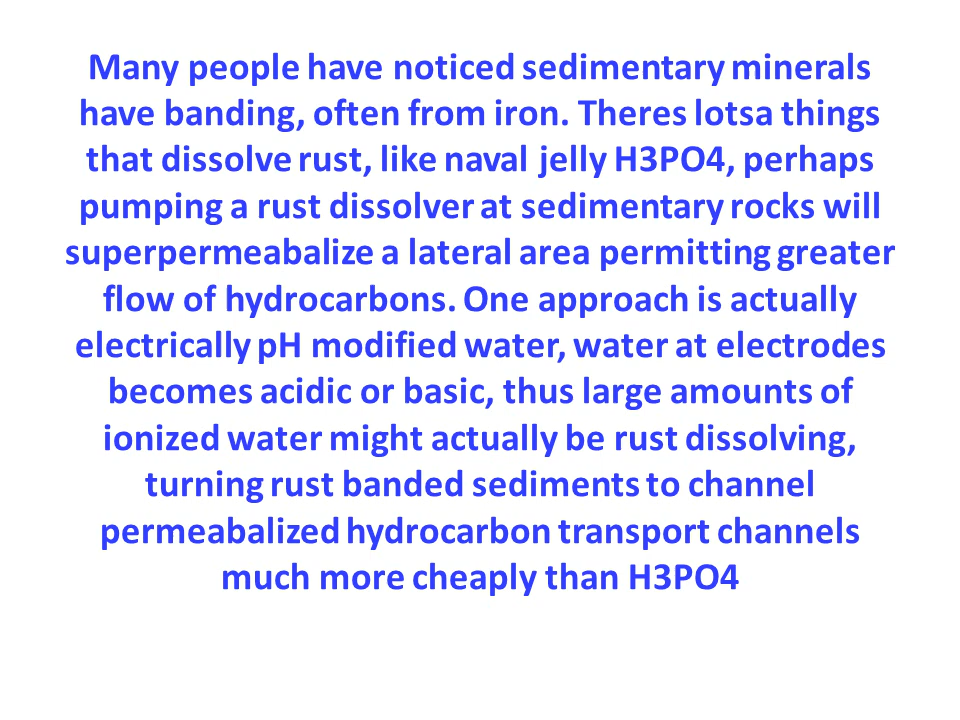 Many people have noticed sedimentary minerals
have banding, often from iron. Theres lotsa things
that dissolve rust, like naval jelly H3PO4, perhaps
pumping a rust dissolver at sedimentary rocks will
superpermeabalize a lateral area permitting greater
flow of hydrocarbons. One approach is actually
electrically pH modified water, water at electrodes
becomes acidic or basic, thus large amounts of
ionized water might actually be rust dissolving,
turning rust banded sediments to channel
permeabalized hydrocarbon transport channels
much more cheaply than H3PO4